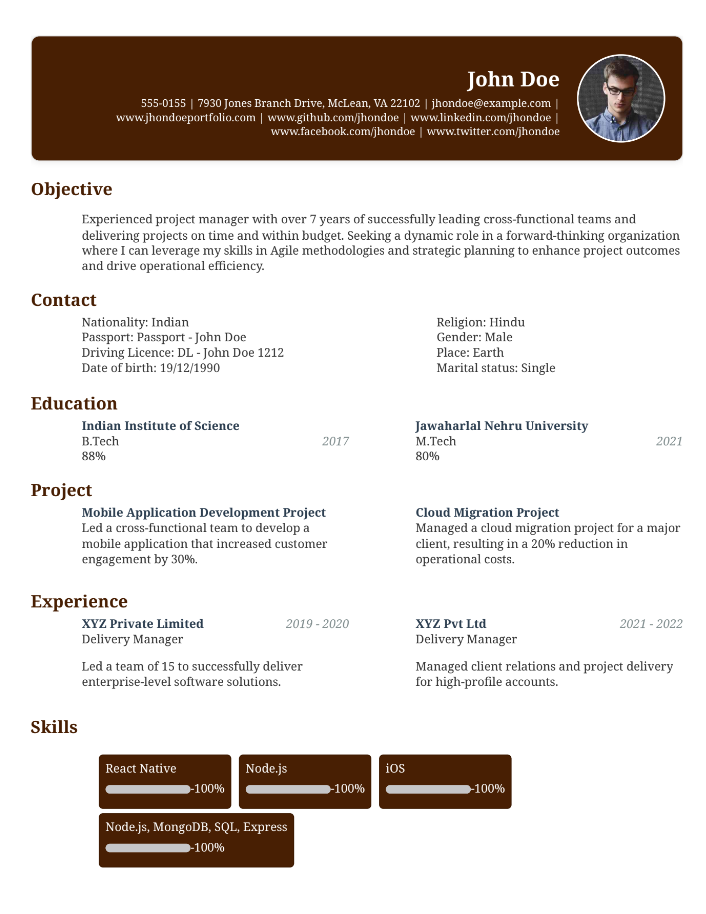 John Doe
555-0155 | 7930 Jones Branch Drive, McLean, VA 22102 | jhondoe@example.com |
www.jhondoeportfolio.com | www.github.com/jhondoe | www.linkedin.com/jhondoe |
www.facebook.com/jhondoe | www.twitter.com/jhondoe
Objective
Experienced project manager with over 7 years of successfully leading cross-functional teams and
delivering projects on time and within budget. Seeking a dynamic role in a forward-thinking organization
where I can leverage my skills in Agile methodologies and strategic planning to enhance project outcomes
and drive operational efficiency.
Contact
Nationality: Indian
Passport: Passport - John Doe
Driving Licence: DL - John Doe 1212
Date of birth: 19/12/1990
Religion: Hindu
Gender: Male
Place: Earth
Marital status: Single
Education
Indian Institute of Science
B.Tech 2017
88%
Jawaharlal Nehru University
M.Tech 2021
80%
Project
Mobile Application Development Project
Led a cross-functional team to develop a
mobile application that increased customer
engagement by 30%.
Cloud Migration Project
Managed a cloud migration project for a major
client, resulting in a 20% reduction in
operational costs.
Experience
XYZ Private Limited 2019 - 2020
Delivery Manager
Led a team of 15 to successfully deliver
enterprise-level software solutions.
XYZ Pvt Ltd 2021 - 2022
Delivery Manager
Managed client relations and project delivery
for high-profile accounts.
Skills
React Native
-100%
Node.js
-100%
iOS
-100%
Node.js, MongoDB, SQL, Express
-100%